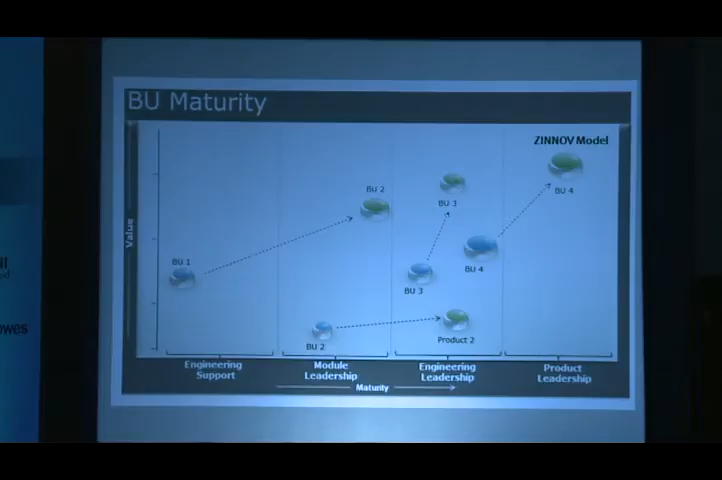 BU Maturity
ZINNOV Model
BU 2
BU 3
BU 4
Value
BU 1
BU 4
BU 3
BU 2
Product 2
Engineering
Support
Module
Leadership
Engineering
Leadership
Product
Leadership
Maturity
owes